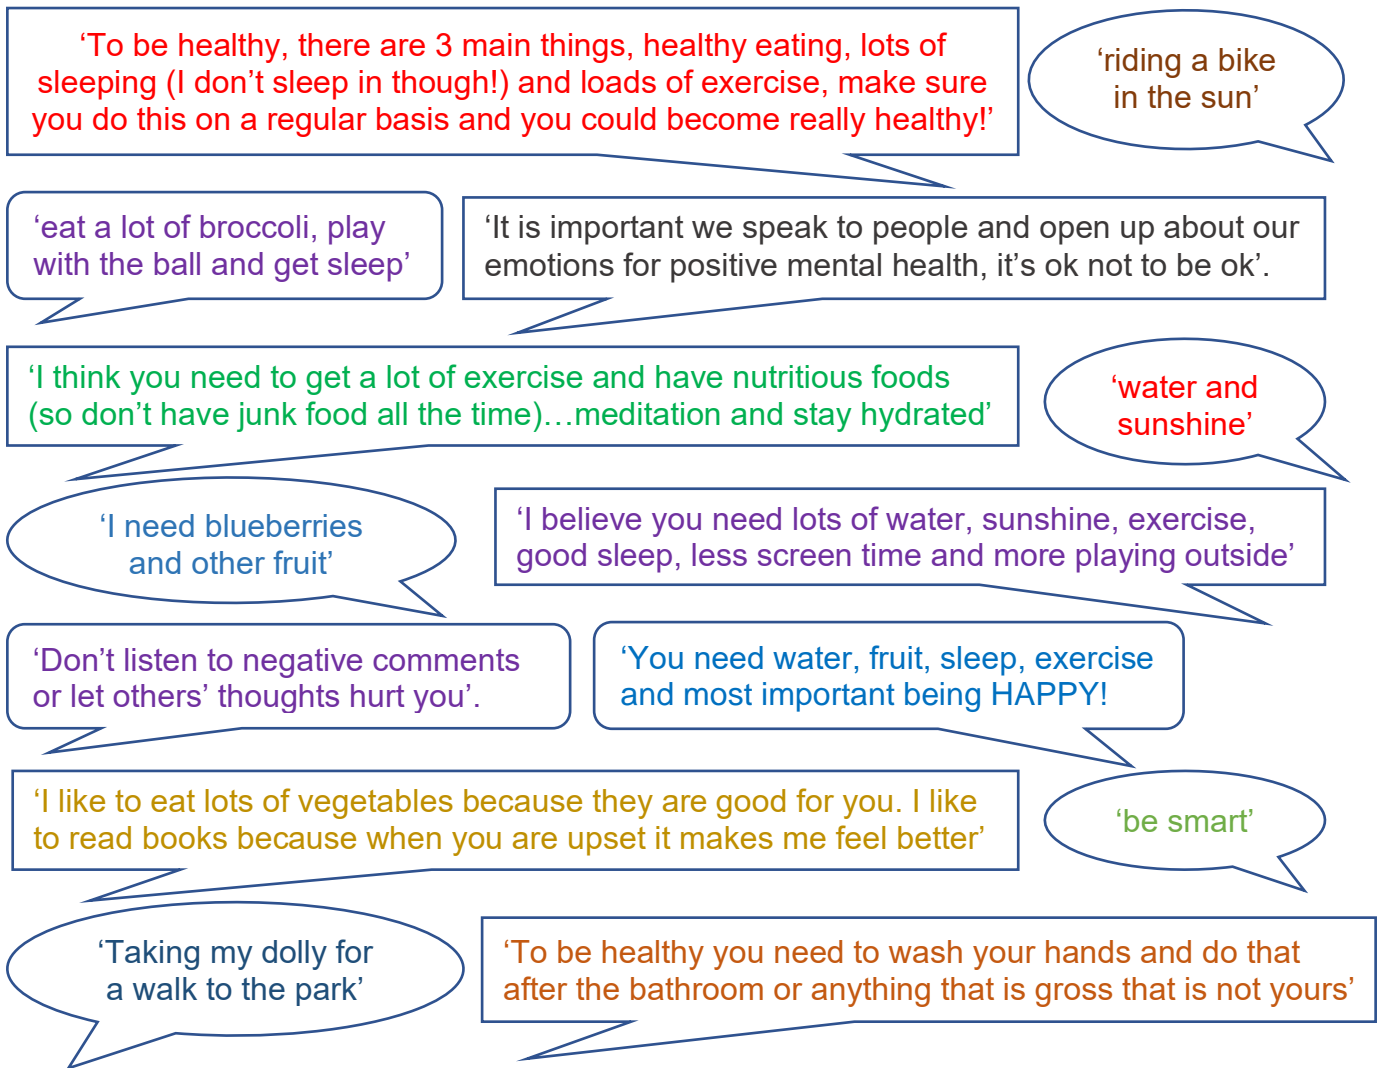 ‘To be healthy, there are 3 main things, healthy eating, lots of
sleeping (I don’t sleep in though!) and loads of exercise, make sure
you do this on a regular basis and you could become really healthy!’
‘riding a bike
in the sun’
‘eat a lot of broccoli, play
with the ball and get sleep’
‘It is important we speak to people and open up about our
emotions for positive mental health, it’s ok not to be ok’.
‘I think you need to get a lot of exercise and have nutritious foods
(so don’t have junk food all the time)…meditation and stay hydrated’
‘water and
sunshine’
‘I need blueberries
and other fruit’
‘I believe you need lots of water, sunshine, exercise,
good sleep, less screen time and more playing outside’
‘Don’t listen to negative comments
or let others’ thoughts hurt you’.
‘You need water, fruit, sleep, exercise
and most important being HAPPY!
‘I like to eat lots of vegetables because they are good for you. I like
to read books because when you are upset it makes me feel better’
‘be smart’
‘Taking my dolly for
a walk to the park’
‘To be healthy you need to wash your hands and do that
after the bathroom or anything that is gross that is not yours’